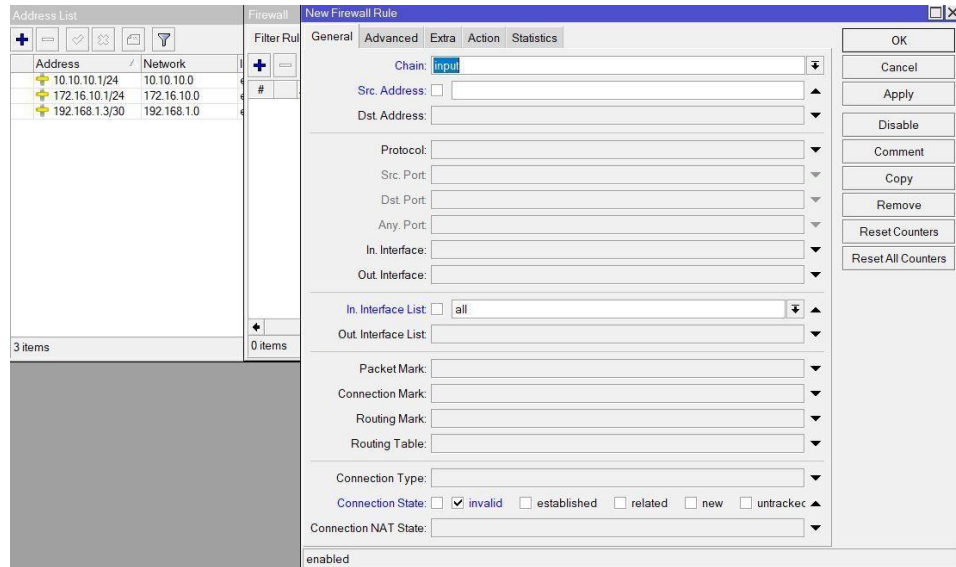 Address List
Address / Network
10.10.10.1/24 10.10.10.0
172.16.10.1/24 172.16.10.0
192.168.1.3/30 192.168.1.0
3 items
Firewall
Filter Rul
#
0 items
New Firewall Rule
General Advanced Extra Action Statistics
Chain: input
Src. Address:
Dst. Address:
Protocol:
Src. Port:
Dst. Port:
Any. Port:
In. Interface:
Out. Interface:
In. Interface List: all
Out. Interface List:
Packet Mark:
Connection Mark:
Routing Mark:
Routing Table:
Connection Type:
Connection State: invalid established related new untracked
Connection NAT State:
enabled
OK
Cancel
Apply
Disable
Comment
Copy
Remove
Reset Counters
Reset All Counters